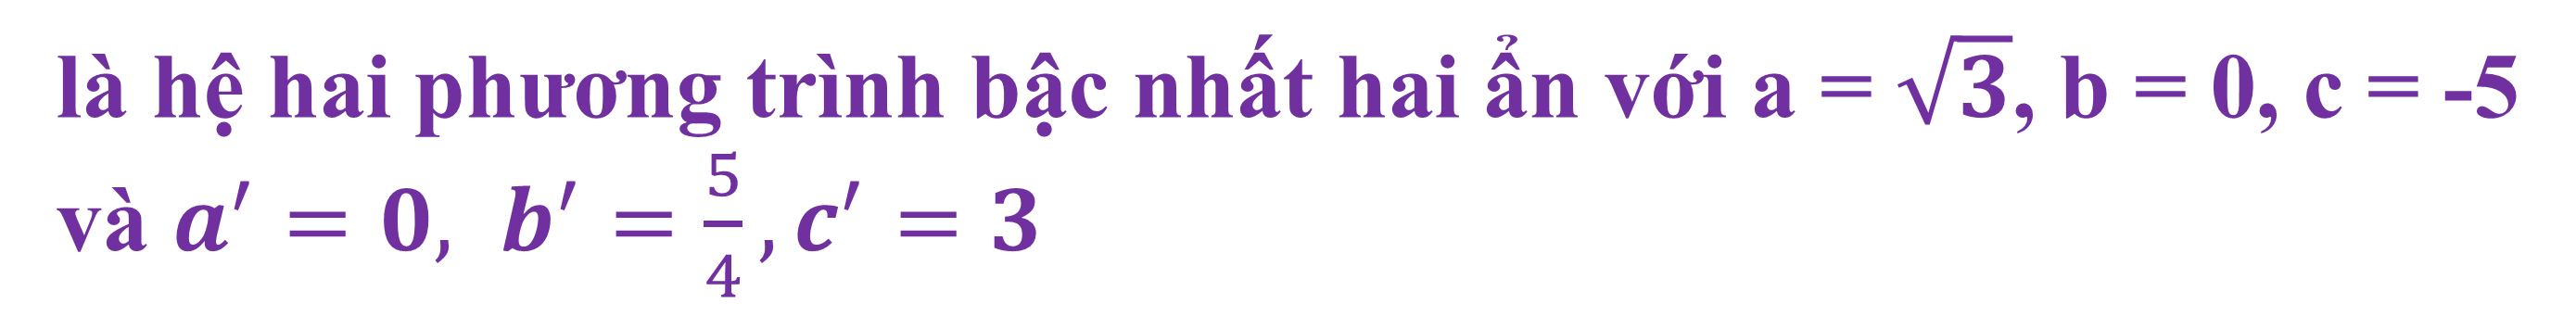 là hệ hai phương trình bậc nhất hai ẩn với a = √3, b = 0, c = -5
và a′ = 0, b′ = 5/4, c′ = 3